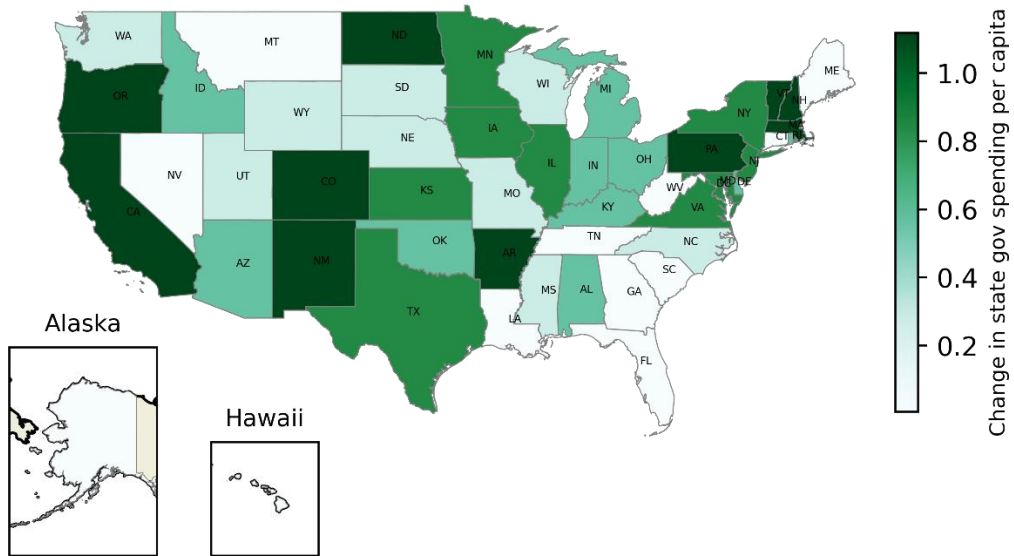 WA
MT
ND
MN
ME
OR
ID
SD
WI
MI
VT
NH
WY
NY
MA
CT
RI
IA
NE
PA
NJ
NV
UT
CO
IL
IN
OH
MD
DE
DC
WV
CA
KS
MO
KY
VA
AZ
NM
OK
AR
TN
NC
SC
TX
MS
AL
GA
LA
FL
Alaska
Hawaii
1.0
0.8
0.6
0.4
0.2
Change in state gov spending per capita